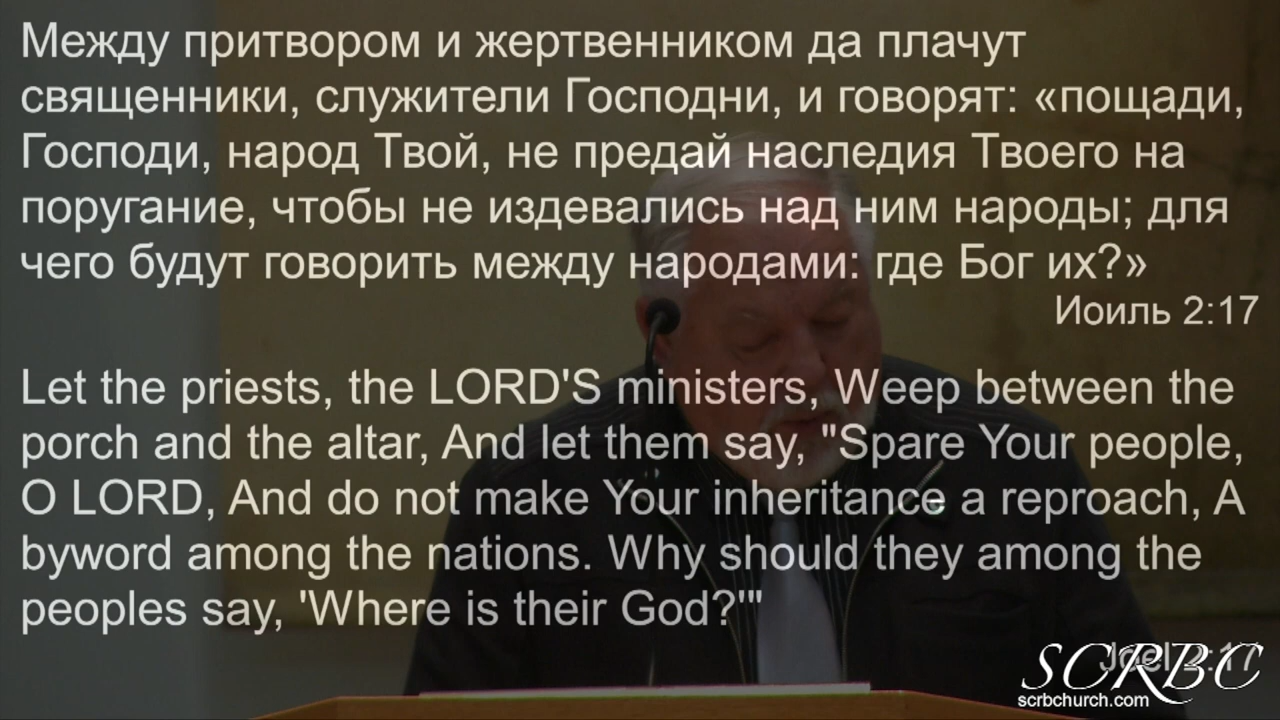 Между притвором и жертвенником да плачут
священники, служители Господни, и говорят: «пощади,
Господи, народ Твой, не предай наследия Твоего на
поругание, чтобы не издевались над ним народы; для
чего будут говорить между народами: где Бог их?»
Иоиль 2:17
Let the priests, the LORD'S ministers, Weep between the
porch and the altar, And let them say, "Spare Your people,
O LORD, And do not make Your inheritance a reproach, A
byword among the nations. Why should they among the
peoples say, 'Where is their God?'"
Joel 2:17
SCRBC
scrbchurch.com